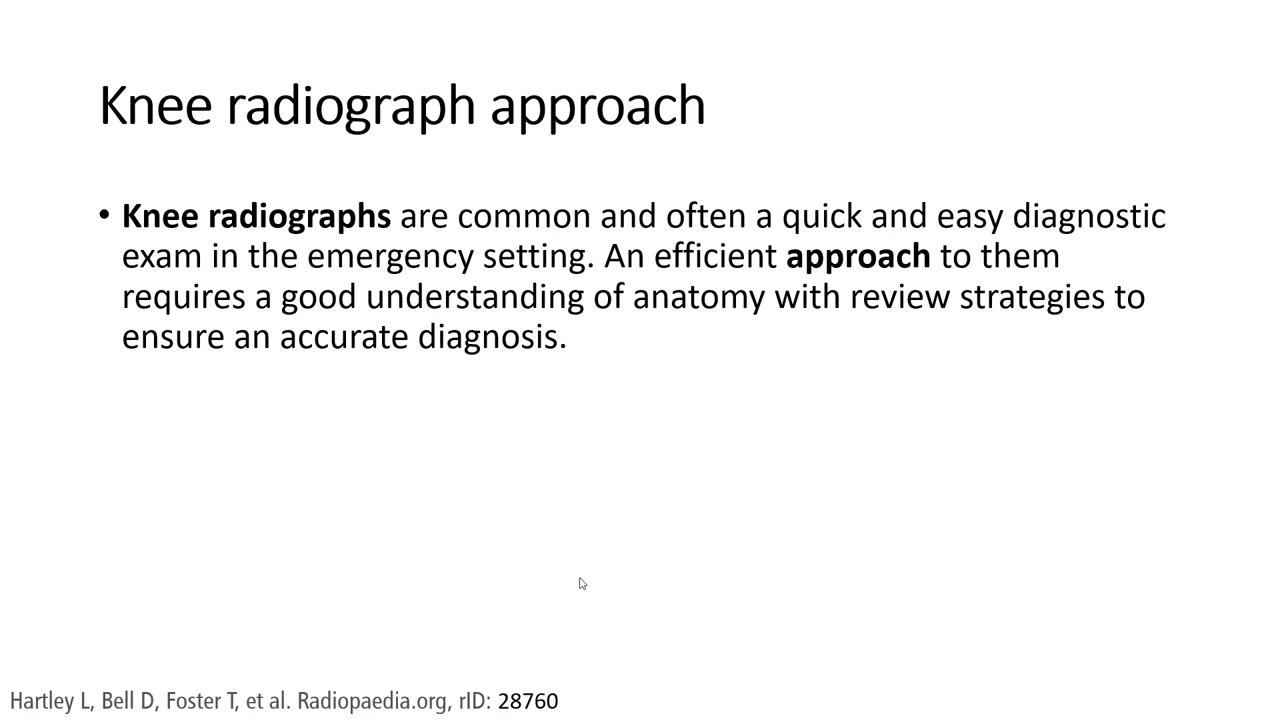 Knee radiograph approach
• Knee radiographs are common and often a quick and easy diagnostic
exam in the emergency setting. An efficient approach to them
requires a good understanding of anatomy with review strategies to
ensure an accurate diagnosis.
Hartley L, Bell D, Foster T, et al. Radiopaedia.org, rID: 28760